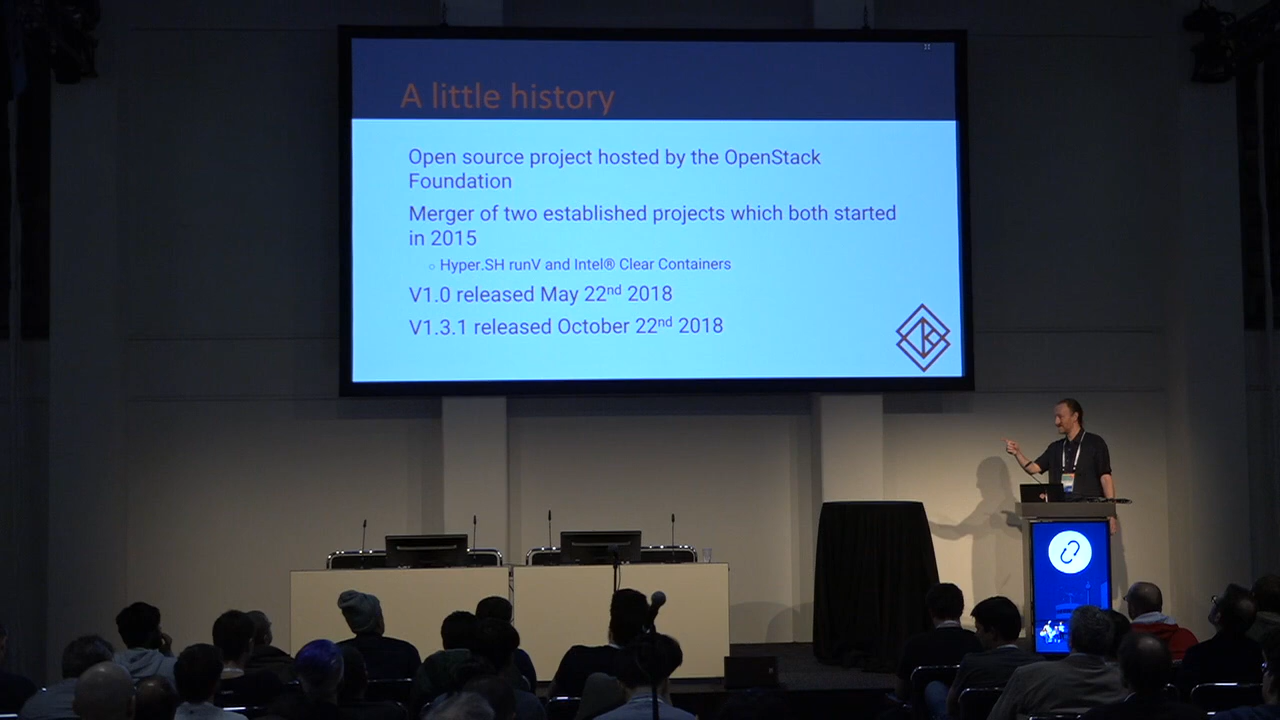 A little history
Open source project hosted by the OpenStack
Foundation
Merger of two established projects which both started
in 2015
○ Hyper.SH runV and Intel® Clear Containers
V1.0 released May 22nd 2018
V1.3.1 released October 22nd 2018